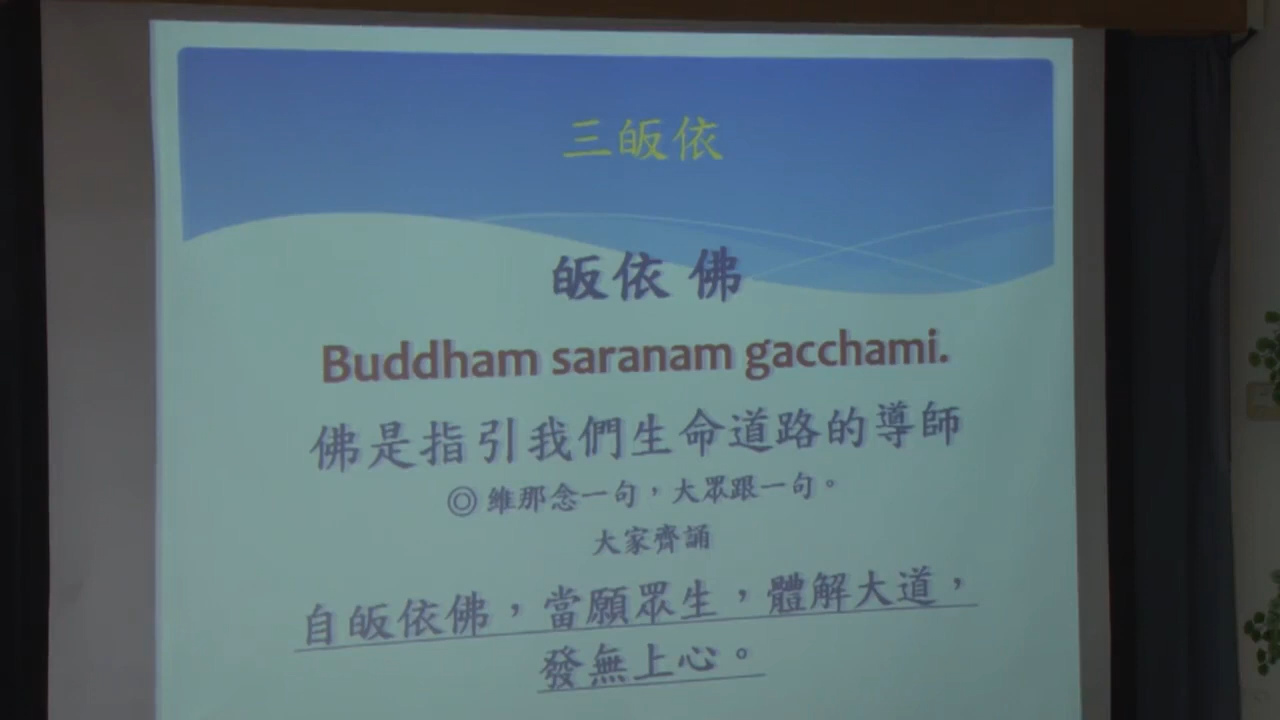 三皈依
皈依 佛
Buddham saranam gacchami.
佛是指引我們生命道路的導師
◎ 維那念一句，大眾跟一句。
大家齊誦
自皈依佛，當願眾生，體解大道，
發無上心。